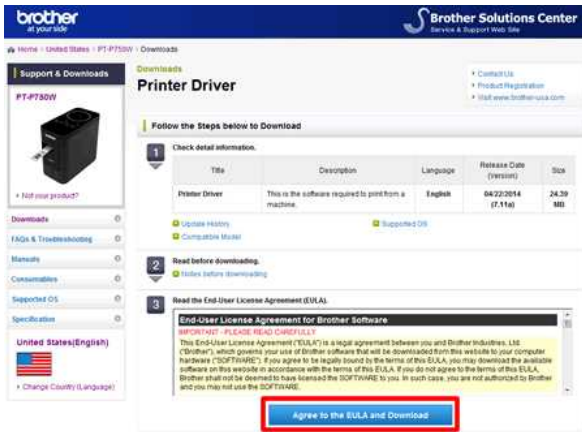 brother
at your side
Brother Solutions Center
Service & Support Web Site
Home > United States > PT-P750W > Downloads
Support & Downloads
PT-P750W
Not your product?
Downloads
FAQs & Troubleshooting
Manuals
Consumables
Supported OS
Specification
United States(English)
Change Country (Language)
Downloads
Printer Driver
Contact Us
Product Registration
Visit www.brother-usa.com
Follow the Steps below to Download
1
Check detail information.
Title Description Language Release Date (Version) Size
Printer Driver This is the software required to print from a machine. English 04/22/2014 (7.11a) 24.39 MB
Update History Supported OS
Compatible Model
2
Read before downloading.
Notes before downloading
3
Read the End-User License Agreement (EULA).
End-User License Agreement for Brother Software
IMPORTANT - PLEASE READ CAREFULLY
This End-User License Agreement ("EULA") is a legal agreement between you and Brother Industries, Ltd.
("Brother"), which governs your use of Brother software that will be downloaded from this website to your computer
hardware ("SOFTWARE"). If you agree to be legally bound by the terms of this EULA, you may download the available
software on this website in accordance with the terms of this EULA. If you do not agree to the terms of this EULA,
Brother shall not be deemed to have licensed the SOFTWARE to you. In such case, you are not authorized by Brother
and you may not use the SOFTWARE.
Agree to the EULA and Download